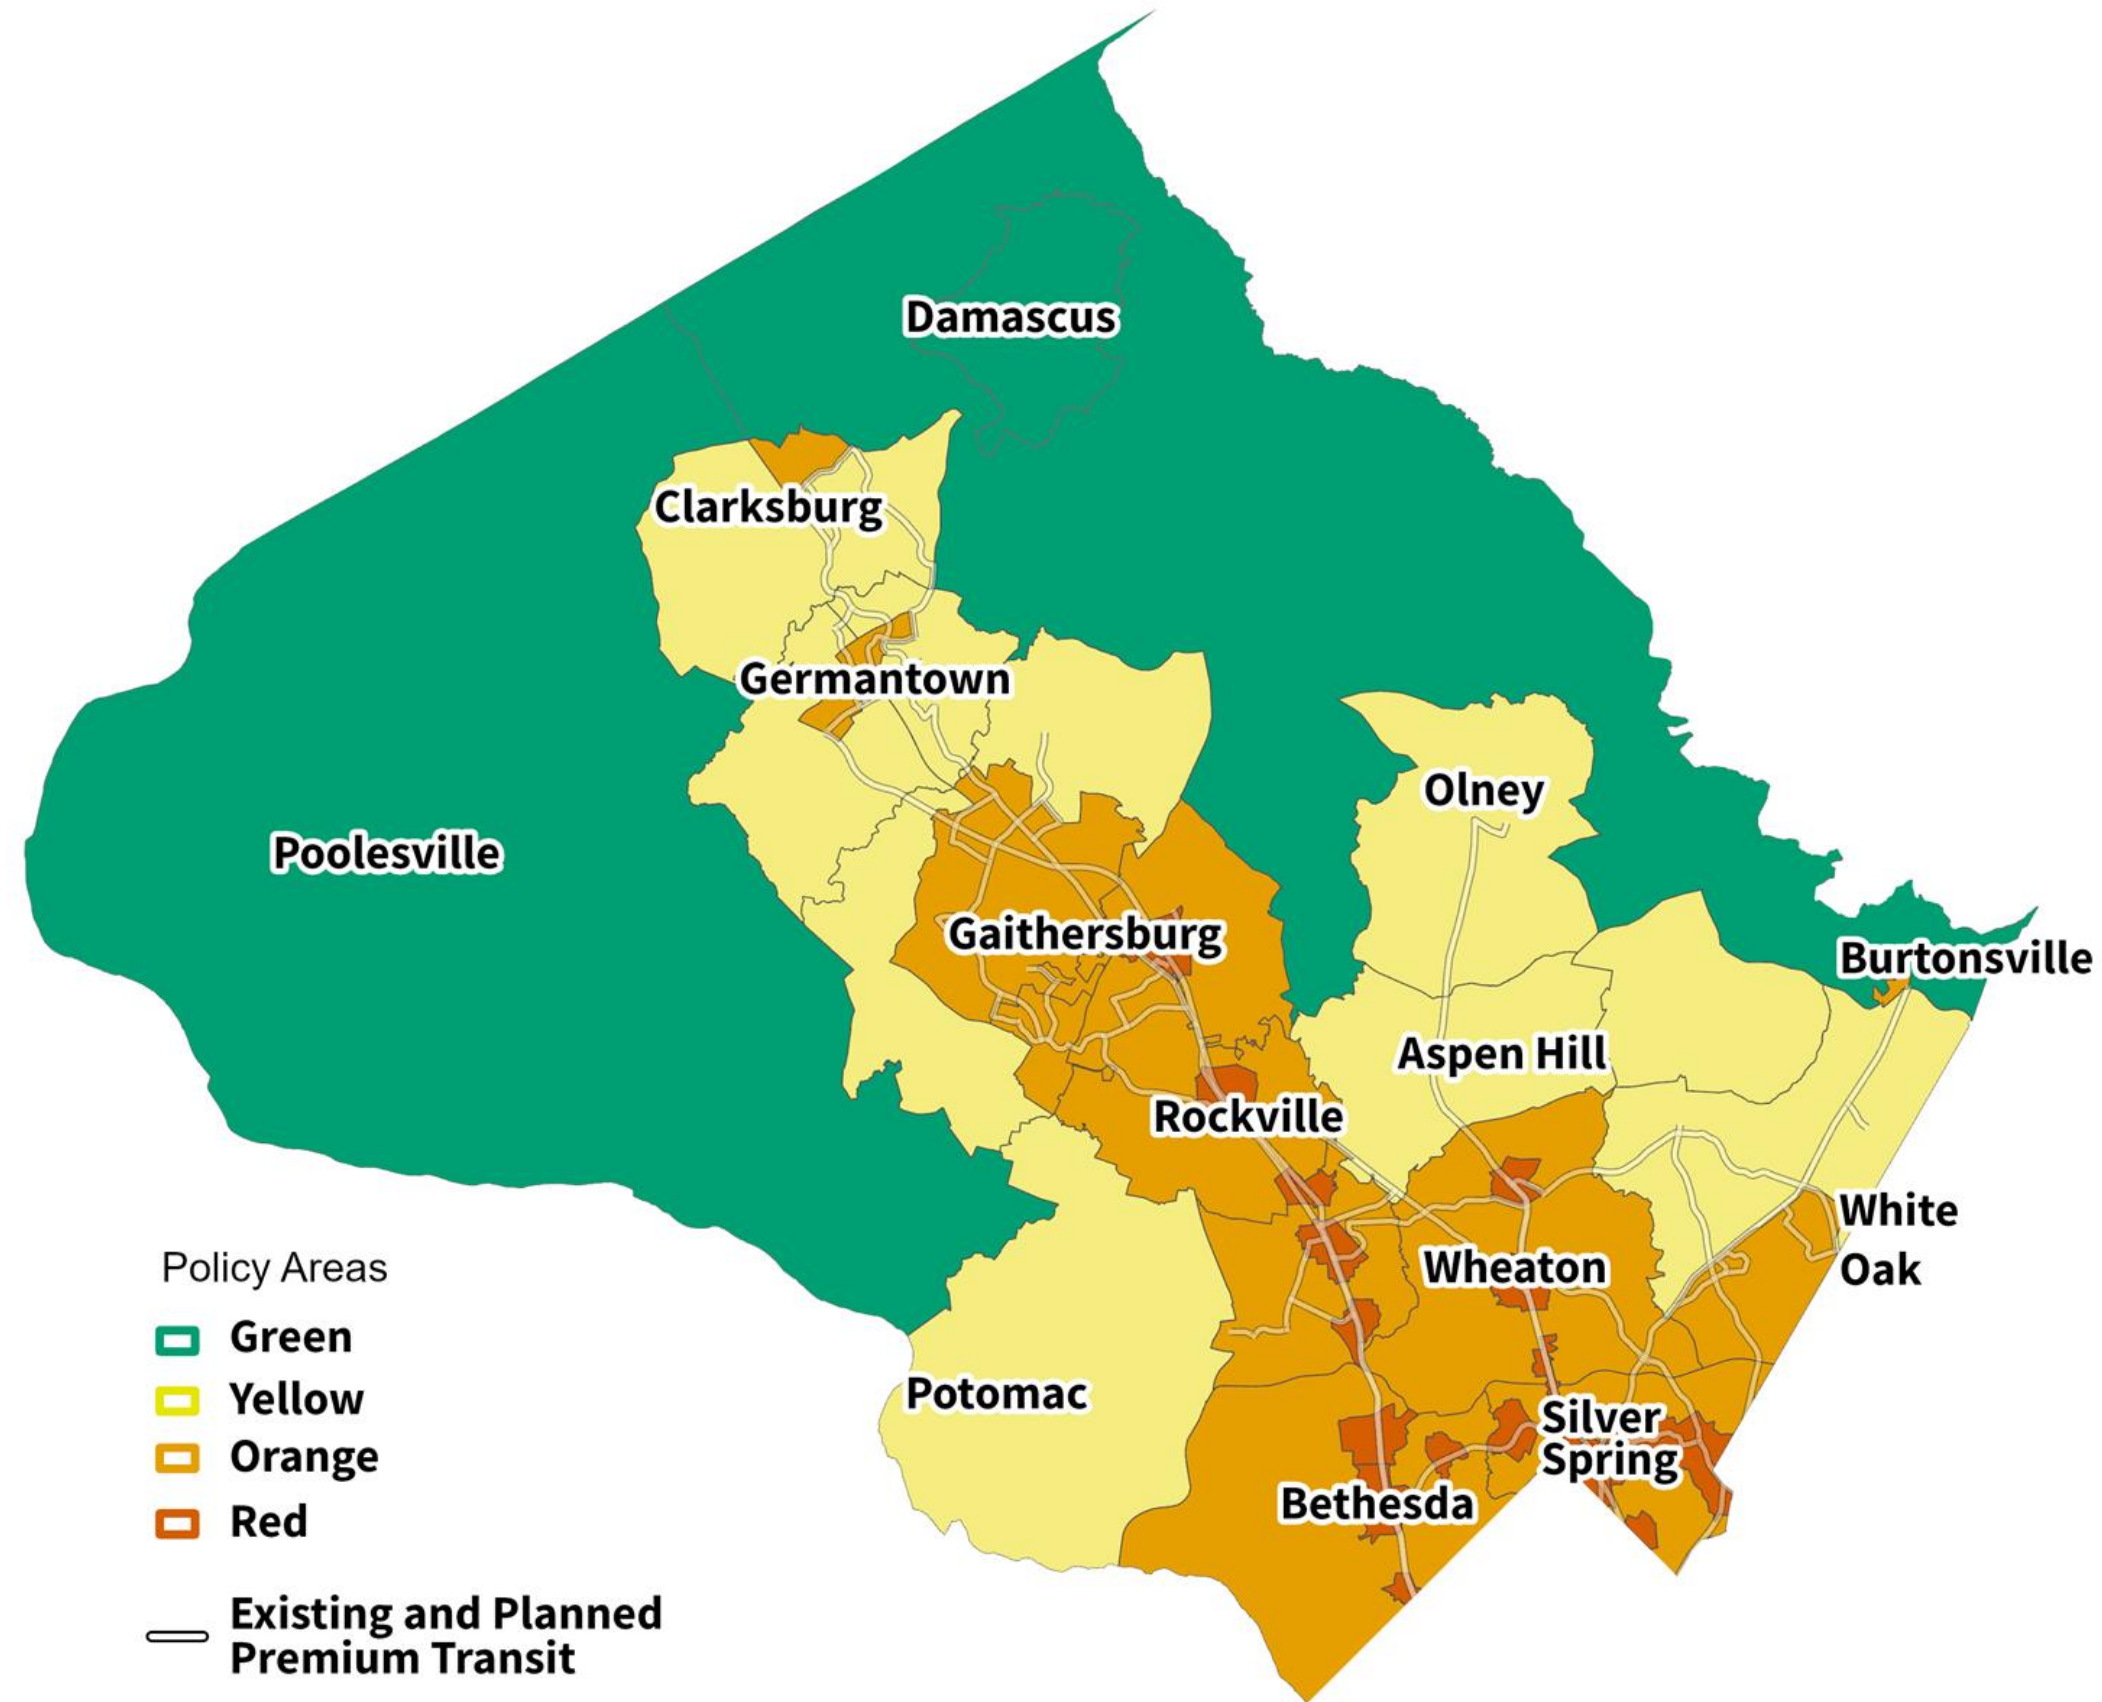 Damascus
Clarksburg
Germantown
Olney
Poolesville
Gaithersburg
Burtonsville
Aspen Hill
Rockville
White
Oak
Wheaton
Potomac
Silver
Spring
Bethesda
Policy Areas
Green
Yellow
Orange
Red
Existing and Planned
Premium Transit